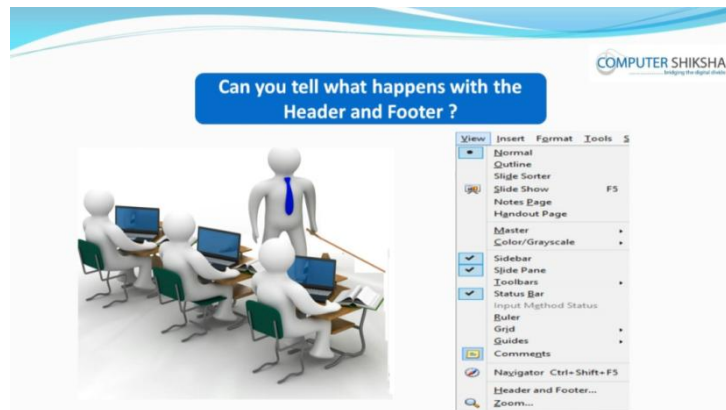 COMPUTER SHIKSHA
bridging the digital divide
Can you tell what happens with the
Header and Footer ?
View Insert Format Tools S
Normal
Outline
Slide Sorter
Slide Show F5
Notes Page
Handout Page
Master
Color/Grayscale
Sidebar
Slide Pane
Toolbars
Status Bar
Input Method Status
Ruler
Grid
Guides
Comments
Navigator Ctrl+Shift+F5
Header and Footer...
Zoom...